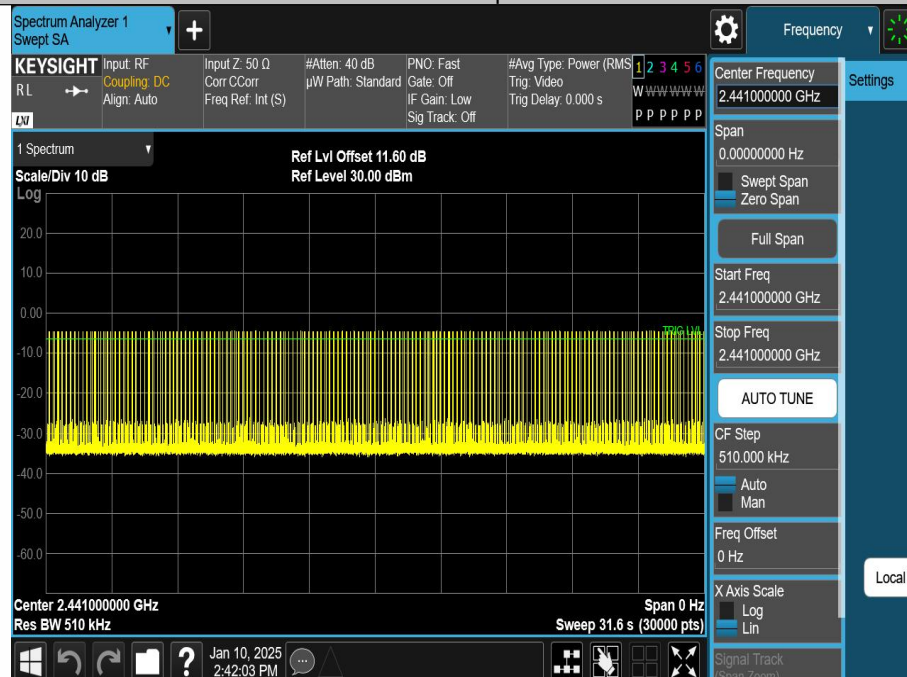 Spectrum Analyzer 1
Swept SA
+
Frequency
KEYSIGHT
RL
LXI
Input: RF
Coupling: DC
Align: Auto
Input Z: 50 Ω
Corr CCorr
Freq Ref: Int (S)
#Atten: 40 dB
µW Path: Standard
PNO: Fast
Gate: Off
IF Gain: Low
Sig Track: Off
#Avg Type: Power (RMS
Trig: Video
Trig Delay: 0.000 s
1 2 3 4 5 6
W W W W W W
P P P P P P
1 Spectrum
Scale/Div 10 dB
Log
Ref Lvl Offset 11.60 dB
Ref Level 30.00 dBm
20.0
10.0
0.00
TRIG LVL
-10.0
-20.0
-30.0
-40.0
-50.0
-60.0
Center 2.441000000 GHz
Res BW 510 kHz
Span 0 Hz
Sweep 31.6 s (30000 pts)
?
Jan 10, 2025
2:42:03 PM
Center Frequency
2.441000000 GHz
Settings
Span
0.00000000 Hz
Swept Span
Zero Span
Full Span
Start Freq
2.441000000 GHz
Stop Freq
2.441000000 GHz
AUTO TUNE
CF Step
510.000 kHz
Auto
Man
Freq Offset
0 Hz
Local
X Axis Scale
Log
Lin
Signal Track
(Span Zoom)